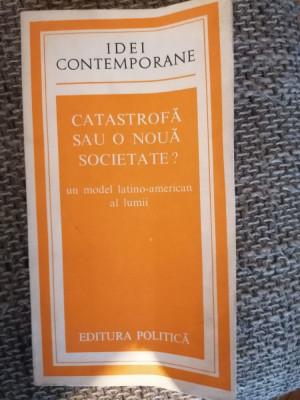 IDEI
CONTEMPORANE
CATASTROFĂ
SAU O NOUĂ
SOCIETATE?
un model latino-american
al lumii
EDITURA POLITICĂ